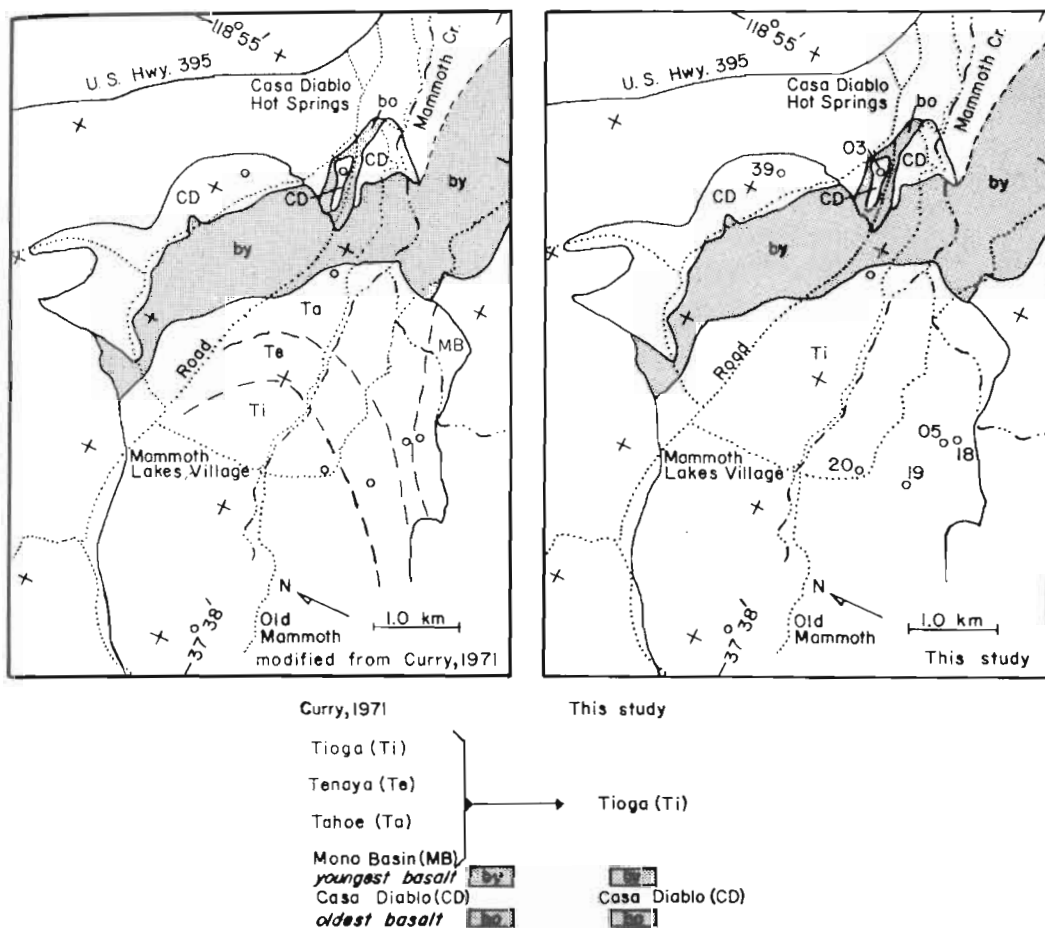 -118° 55'
U. S. Hwy. 395
Casa Diablo
Hot Springs
Mammoth Cr.
bo
CD
CD
CD
by
by
Ta
Road
Te
MB
Ti
Mammoth
Lakes Village
N
1.0 km
Old
Mammoth
-37° 38'
modified from Curry, 1971
-118° 55'
U.S. Hwy. 395
Casa Diablo
Hot Springs
Mammoth Cr.
bo
03
CD
39
CD
CD
by
by
Road
Ti
Mammoth
Lakes Village
05
18
20
19
N
1.0 km
Old
Mammoth
-37° 38'
This study
Curry, 1971 This study
Tioga (Ti)
Tenaya (Te)
Tioga (Ti)
Tahoe (Ta)
Mono Basin (MB)
youngest basalt by by
Casa Diablo (CD) Casa Diablo (CD)
oldest basalt bo bo